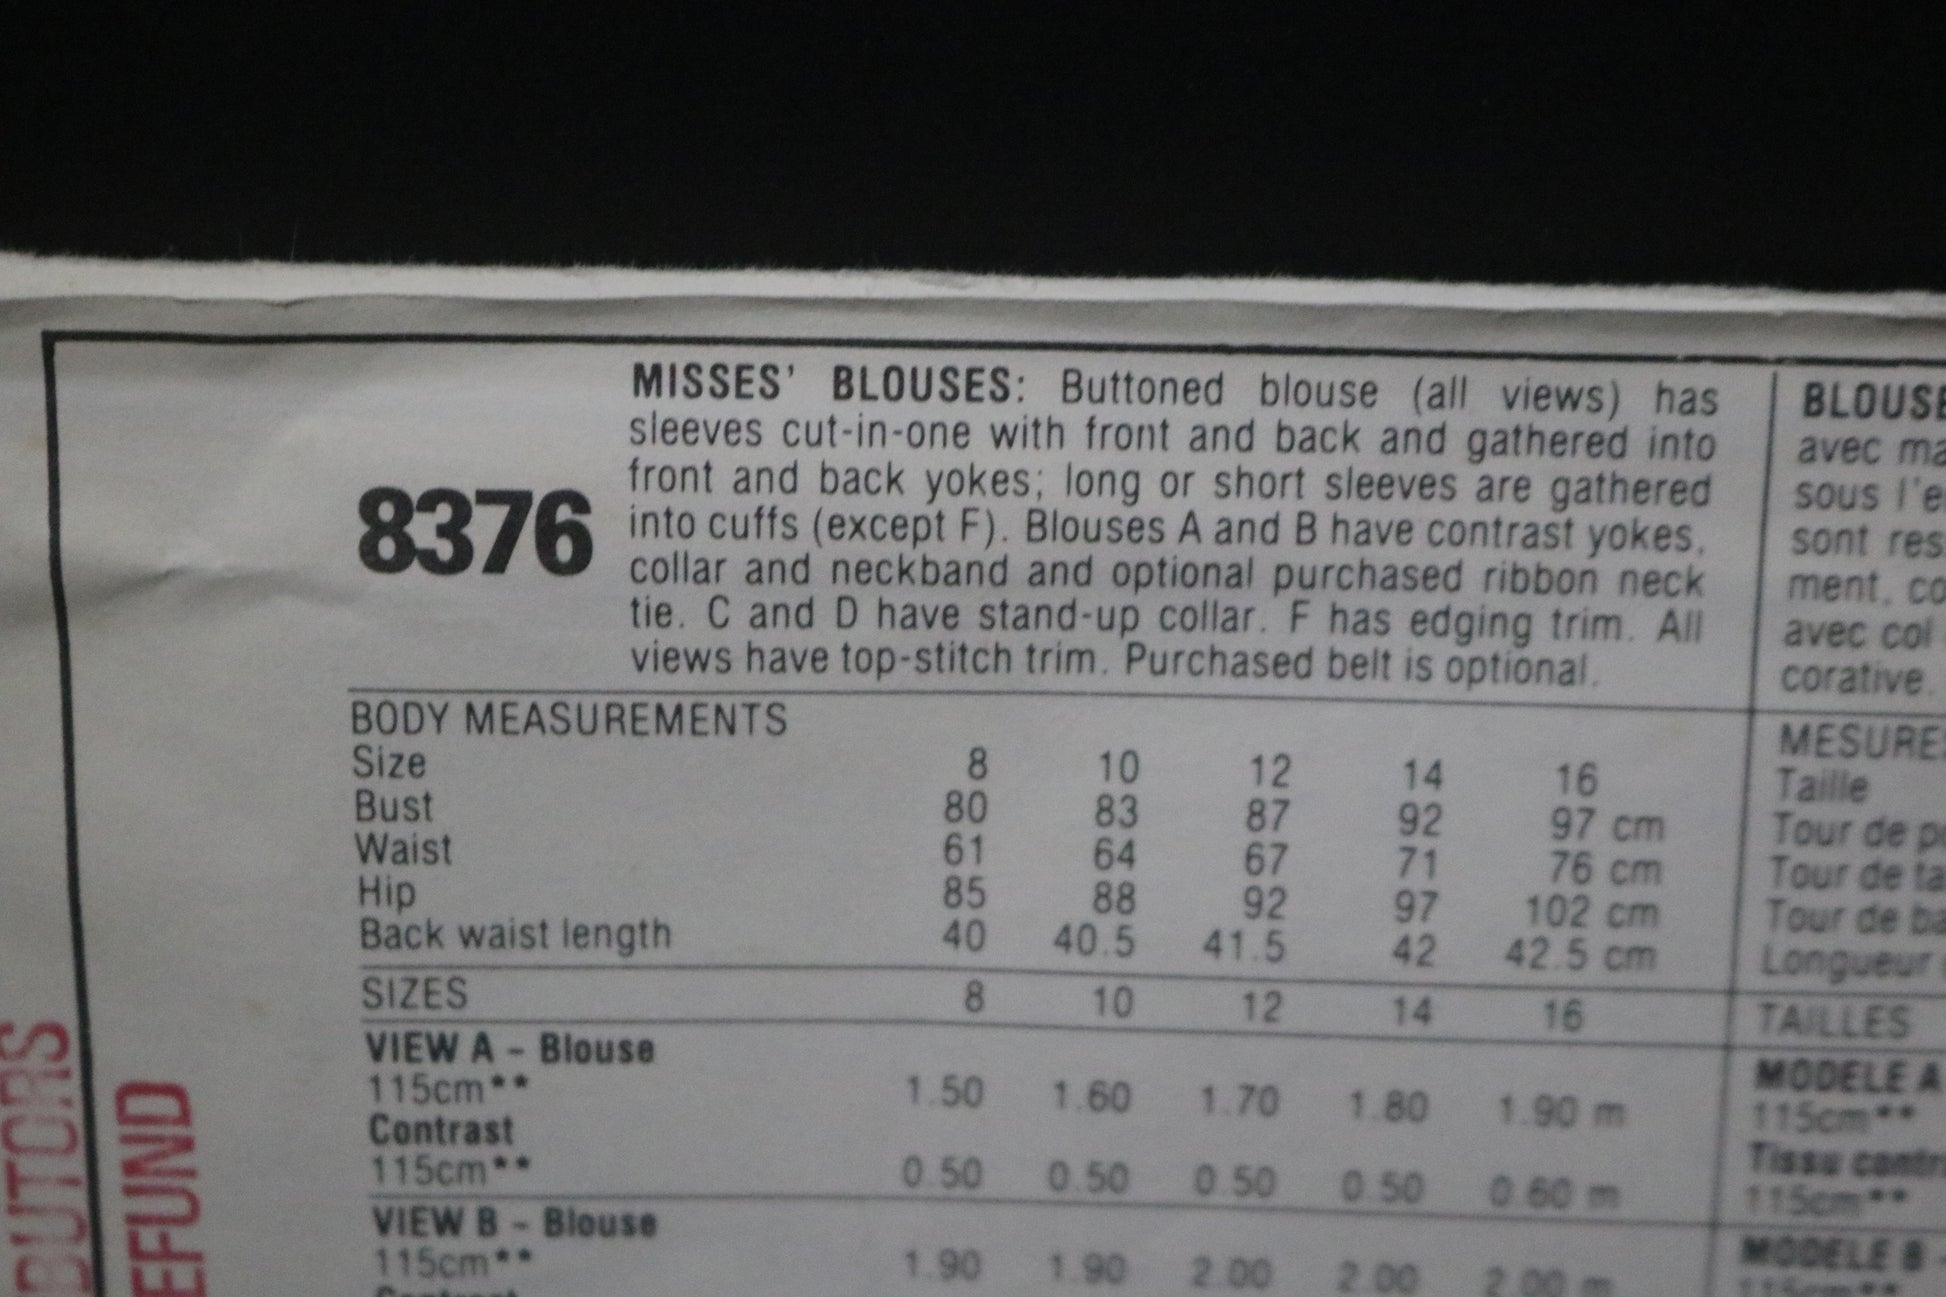 8376
MISSES' BLOUSES: Buttoned blouse (all views) has
sleeves cut-in-one with front and back and gathered into
front and back yokes; long or short sleeves are gathered
into cuffs (except F). Blouses A and B have contrast yokes,
collar and neckband and optional purchased ribbon neck
tie. C and D have stand-up collar. F has edging trim. All
views have top-stitch trim. Purchased belt is optional.
BODY MEASUREMENTS
Size 8 10 12 14 16
Bust 80 83 87 92 97 cm
Waist 61 64 67 71 76 cm
Hip 85 88 92 97 102 cm
Back waist length 40 40.5 41.5 42 42.5 cm
SIZES 8 10 12 14 16
VIEW A - Blouse
115cm** 1.50 1.60 1.70 1.80 1.90 m
Contrast
115cm** 0.50 0.50 0.50 0.50 0.60 m
VIEW B - Blouse
115cm** 1.90 1.90 2.00 2.00 2.00 m
Contrast
BLOUSE
avec ma
sous l'e
sont res
ment, co
avec col
corative.
MESURE
Taille
Tour de p
Tour de ta
Tour de ba
Longueur
TAILLES
MODELE A
115cm**
Tissu contr
115cm**
MODELE B -
115cm**
BUTORS
EFUND